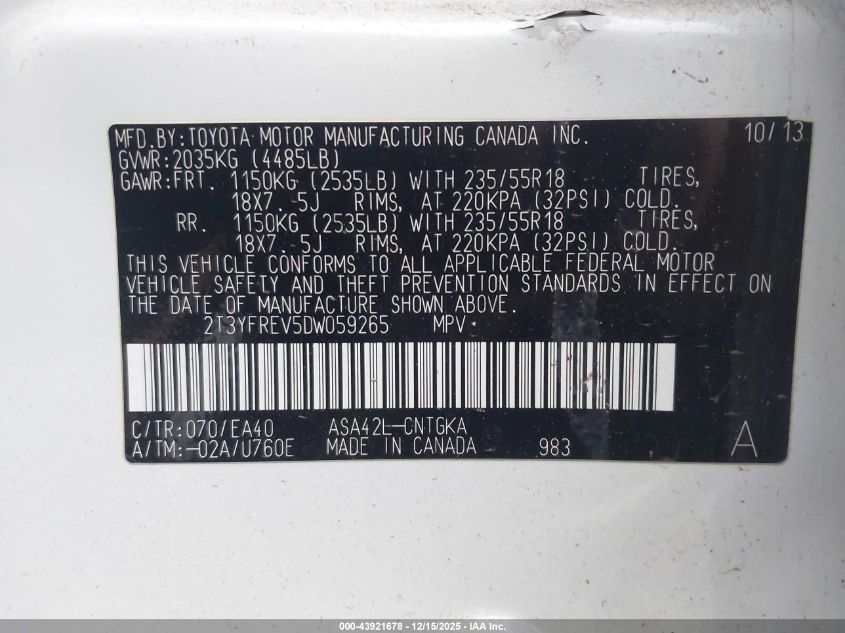 MFD.BY:TOYOTA MOTOR MANUFACTURING CANADA INC. 10/13
GVWR:2035KG (4485LB)
GAWR:FRT. 1150KG (2535LB) WITH 235/55R18 TIRES,
18X7. 5J RIMS, AT 220KPA (32PSI) COLD.
RR. 1150KG (2535LB) WITH 235/55R18 TIRES,
18X7. 5J RIMS, AT 220KPA (32PSI) COLD.
THIS VEHICLE CONFORMS TO ALL APPLICABLE FEDERAL MOTOR
VEHICLE SAFETY AND THEFT PREVENTION STANDARDS IN EFFECT ON
THE DATE OF MANUFACTURE SHOWN ABOVE.
2T3YFREV5DW059265 MPV
C/TR:070/EA40 ASA42L-CNTGKA
A/TM:-02A/U760E MADE IN CANADA 983 A
000-43921678 - 12/15/2025 - IAA Inc.